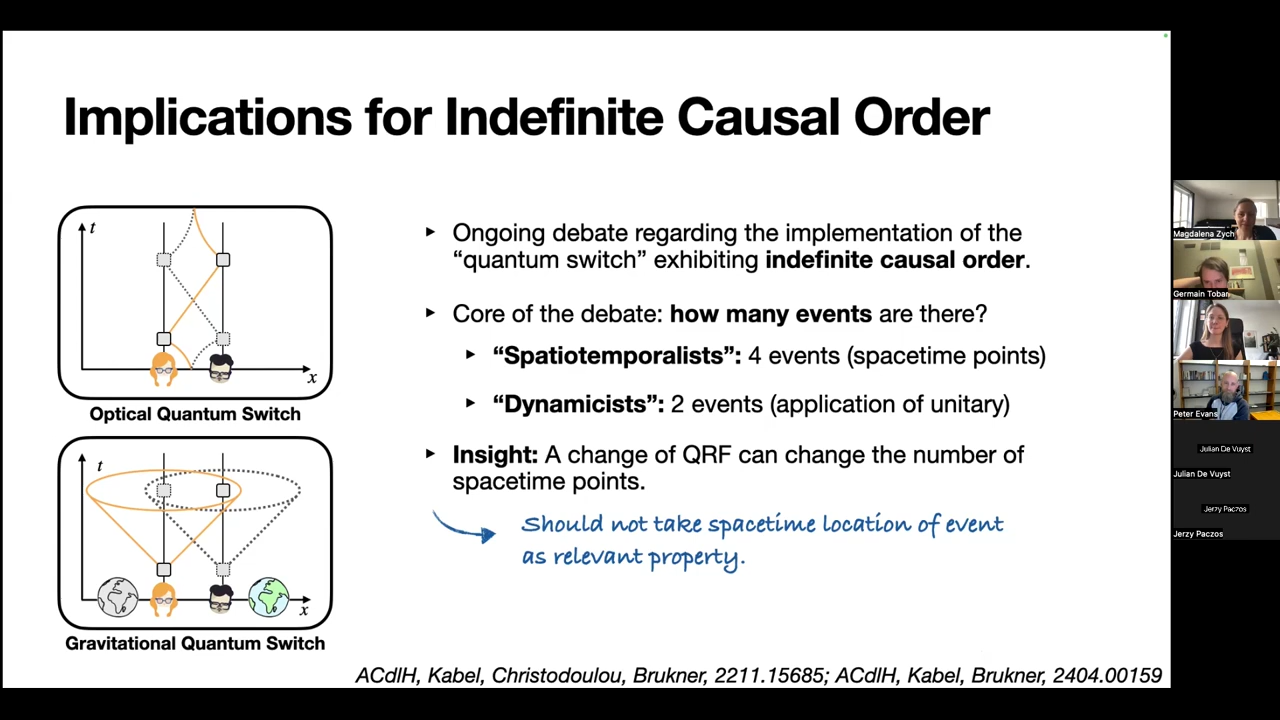 Implications for Indefinite Causal Order
t
x
Optical Quantum Switch
t
x
Gravitational Quantum Switch
‣ Ongoing debate regarding the implementation of the
“quantum switch” exhibiting indefinite causal order.
‣ Core of the debate: how many events are there?
‣ “Spatiotemporalists”: 4 events (spacetime points)
‣ “Dynamicists”: 2 events (application of unitary)
‣ Insight: A change of QRF can change the number of
spacetime points.
Should not take spacetime location of event
as relevant property.
ACdlH, Kabel, Christodoulou, Brukner, 2211.15685; ACdlH, Kabel, Brukner, 2404.00159
Magdalena Zych
Germain Tobar
Peter Evans
Julian De Vuyst
Julian De Vuyst
Jerzy Paczos
Jerzy Paczos